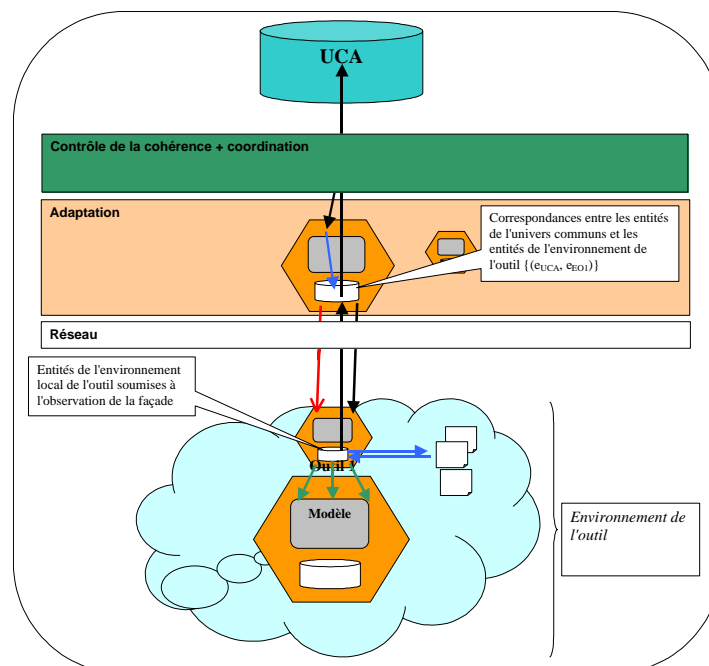 UCA
Contrôle de la cohérence + coordination
Adaptation
Correspondances entre les entités
de l'univers communs et les
entités de l'environnement de
l'outil {(eUCA, eEO1)}
Réseau
Entités de l'environnement
local de l'outil soumises à
l'observation de la façade
Outil 1
Modèle
Environnement de
l'outil